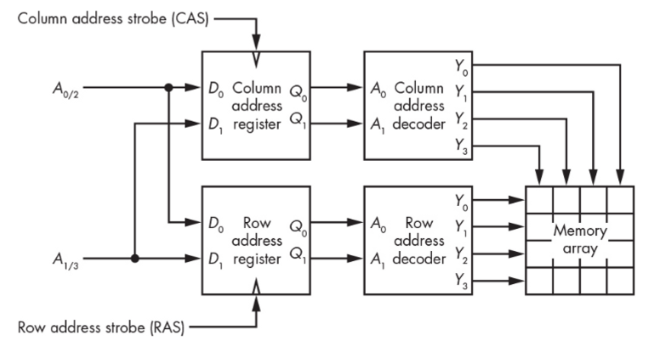 Column address strobe (CAS)
A0/2
D0 Column Q0
address
D1 register Q1
A0 Column Y0
address Y1
A1 decoder Y2
Y3
D0 Row Q0
address
D1 register Q1
A0 Row Y0
address Y1
A1 decoder Y2
Y3
Memory
array
A1/3
Row address strobe (RAS)